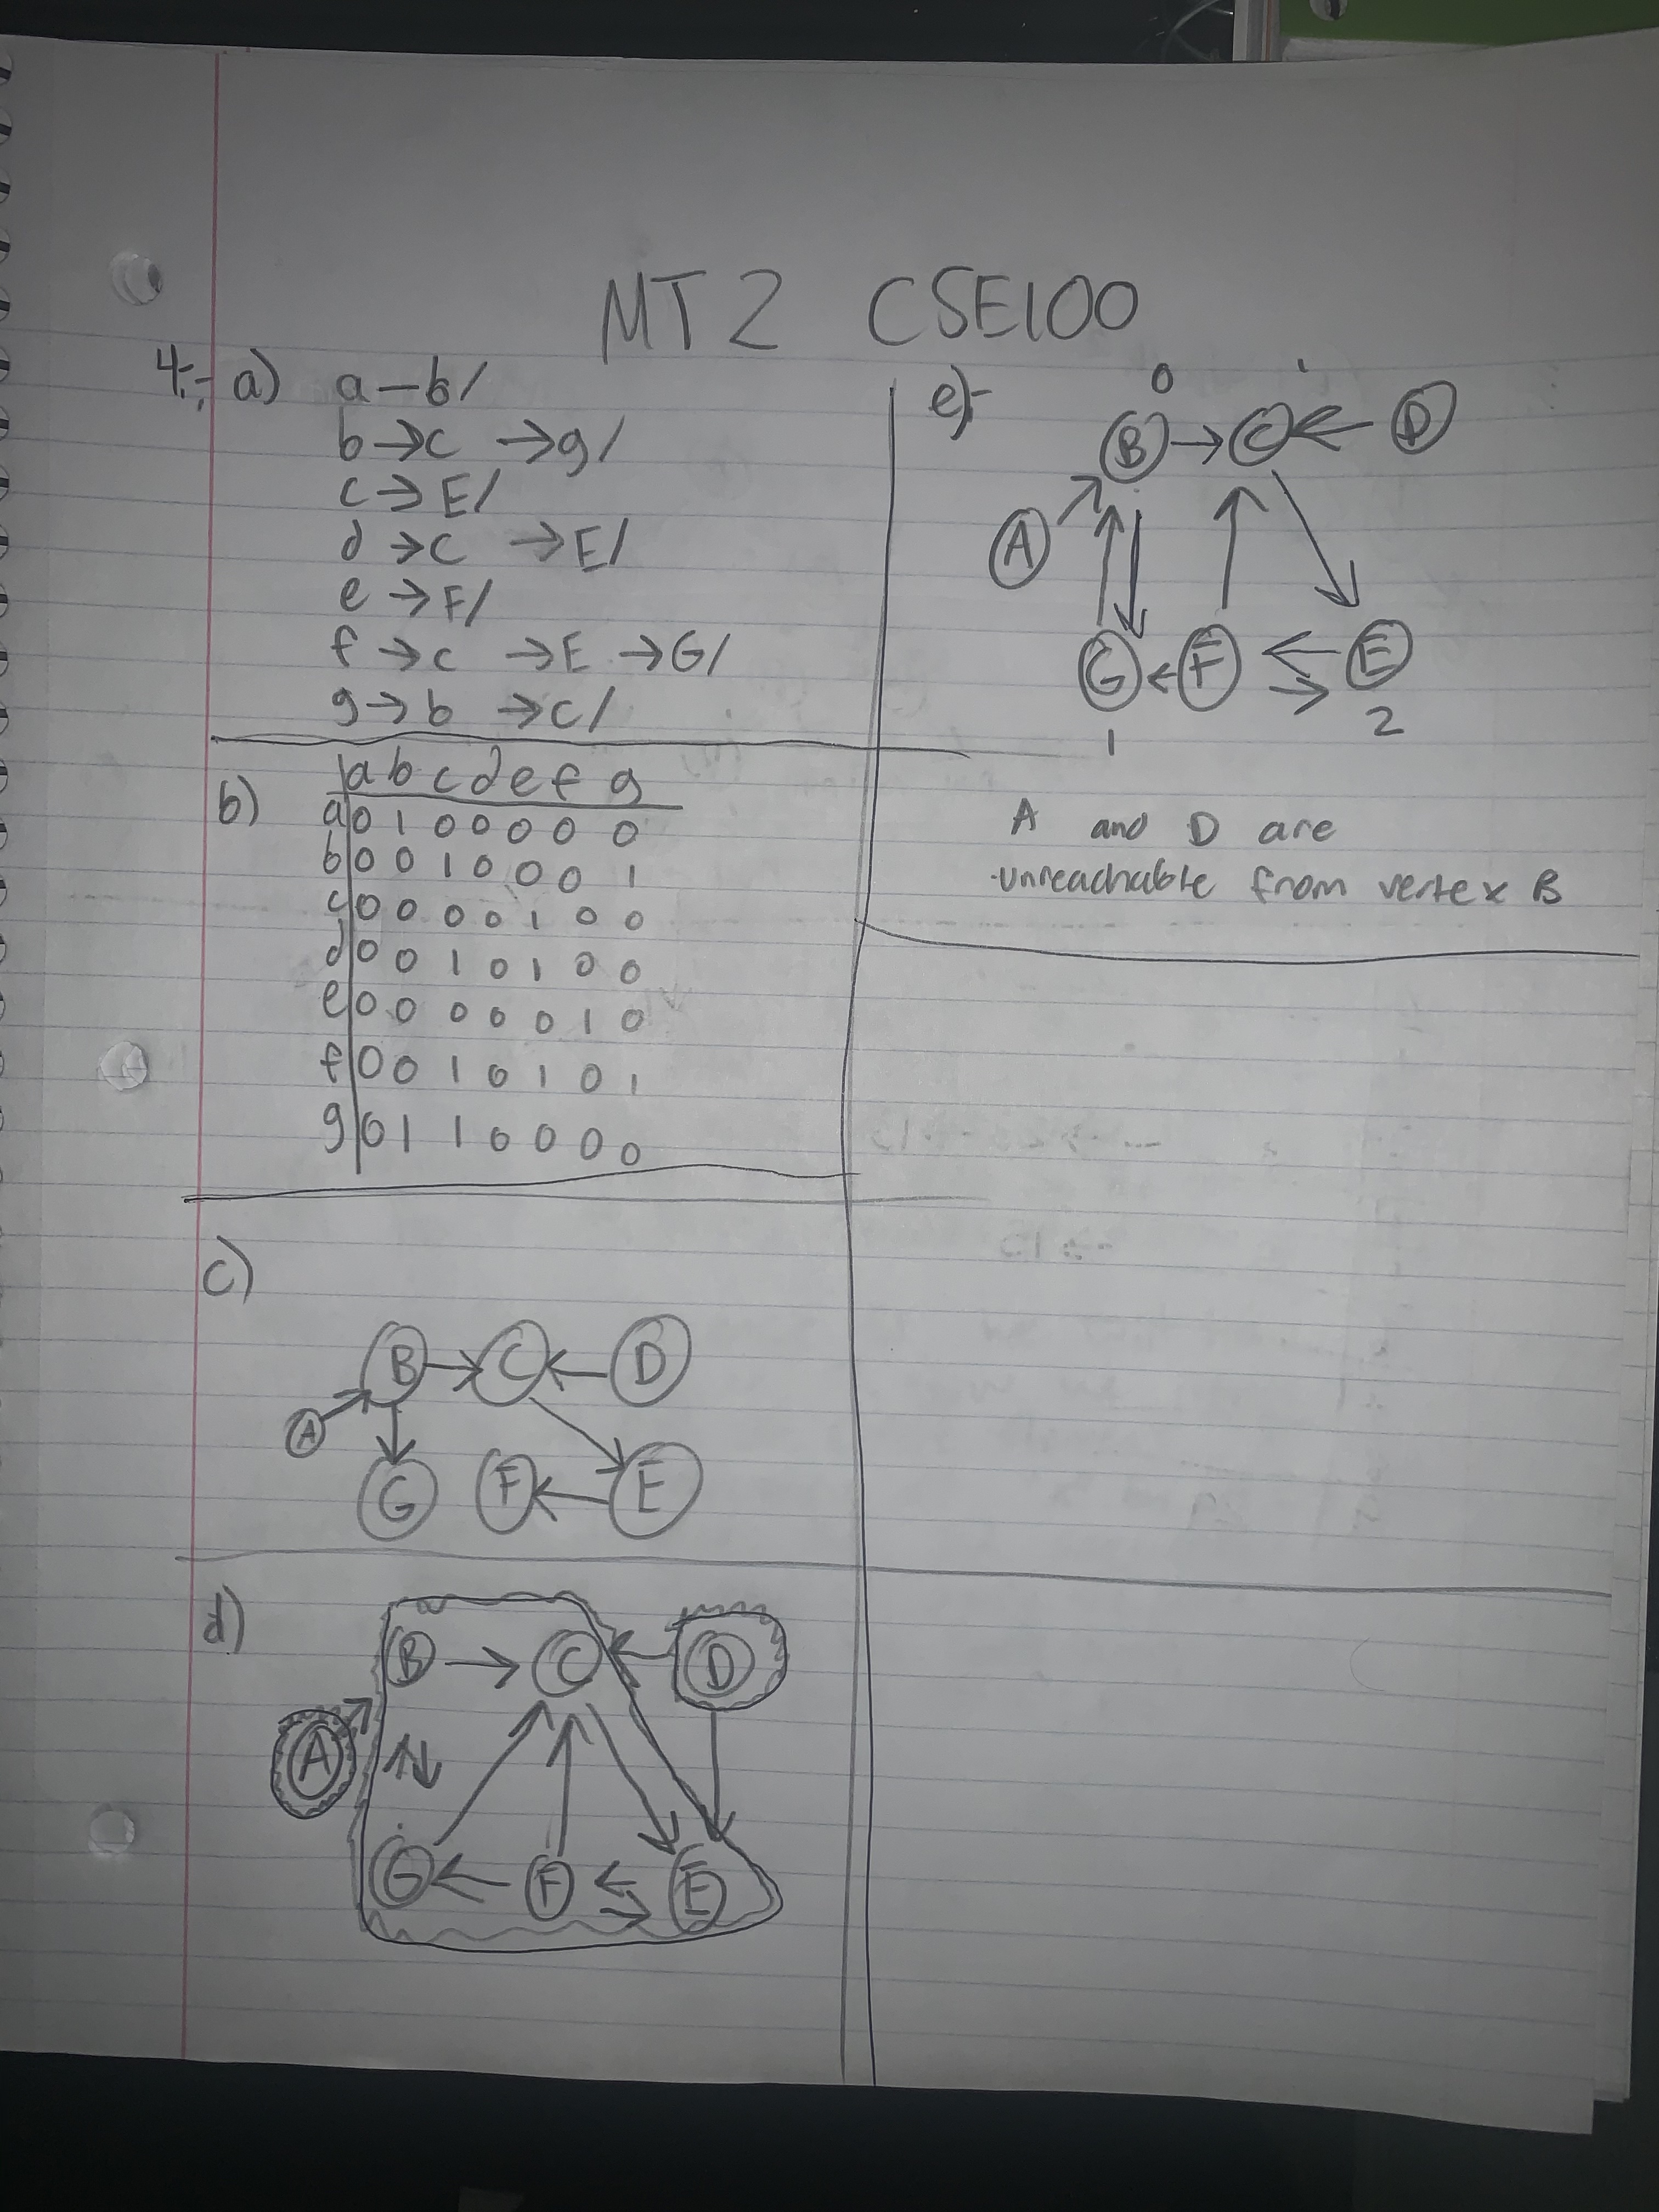 MT 2 CSE100
4:- a) a — b/
b → c → g/
c → E/
d → c → E/
e → F/
f → c → E → G/
g → b → c/
b)
a b c d e f g
a 0 1 0 0 0 0 0
b 0 0 1 0 0 0 1
c 0 0 0 0 1 0 0
d 0 0 1 0 1 0 0
e 0 0 0 0 0 1 0
f 0 0 1 0 1 0 1
g 0 1 1 0 0 0 0
c)
B → C ← D
A
G F ← E
d)
B → C ← D
A
G ← F E
e)-
0
B → C ← D
A
G ← F E
1 2
A and D are
unreachable from vertex B